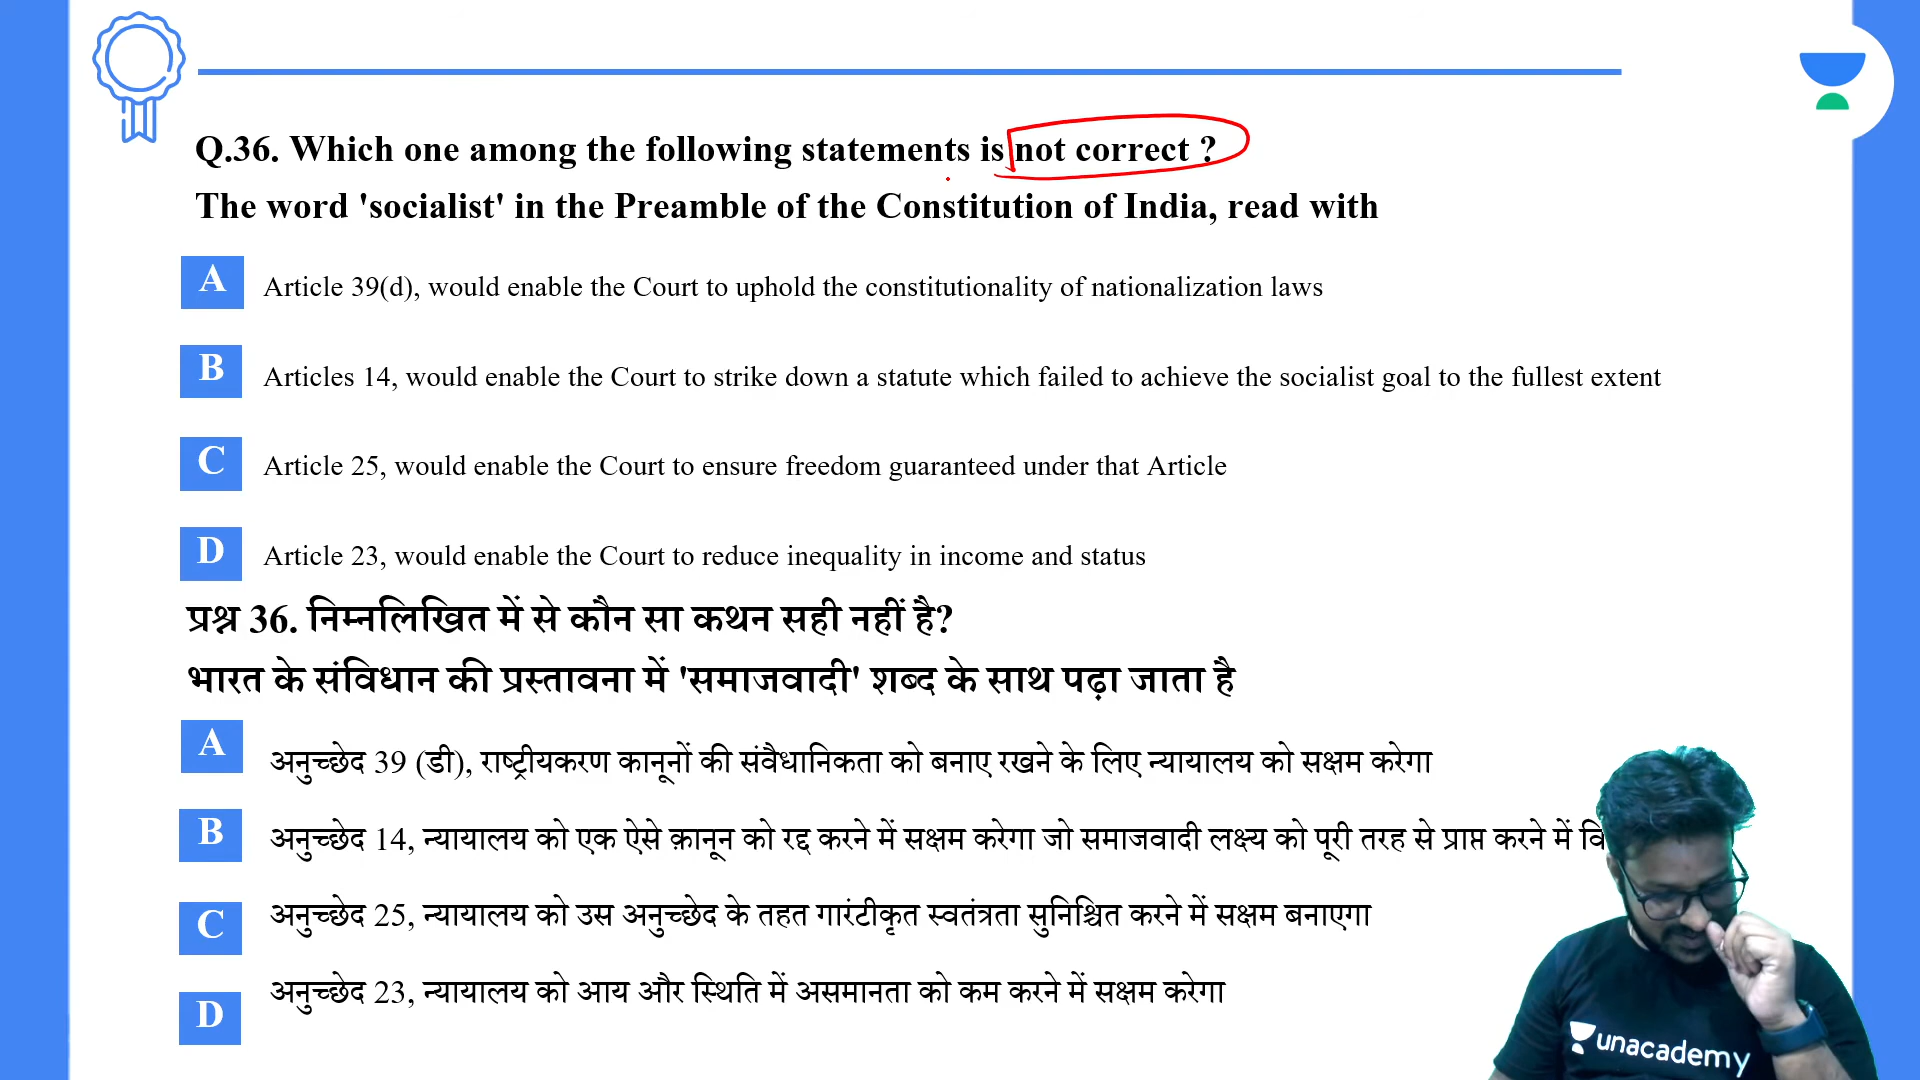 Q.36. Which one among the following statements is not correct ?
The word 'socialist' in the Preamble of the Constitution of India, read with
A Article 39(d), would enable the Court to uphold the constitutionality of nationalization laws
B Articles 14, would enable the Court to strike down a statute which failed to achieve the socialist goal to the fullest extent
C Article 25, would enable the Court to ensure freedom guaranteed under that Article
D Article 23, would enable the Court to reduce inequality in income and status
प्रश्न 36. निम्नलिखित में से कौन सा कथन सही नहीं है?
भारत के संविधान की प्रस्तावना में 'समाजवादी' शब्द के साथ पढ़ा जाता है
A अनुच्छेद 39 (डी), राष्ट्रीयकरण कानूनों की संवैधानिकता को बनाए रखने के लिए न्यायालय को सक्षम करेगा
B अनुच्छेद 14, न्यायालय को एक ऐसे क़ानून को रद्द करने में सक्षम करेगा जो समाजवादी लक्ष्य को पूरी तरह से प्राप्त करने में
C अनुच्छेद 25, न्यायालय को उस अनुच्छेद के तहत गारंटीकृत स्वतंत्रता सुनिश्चित करने में सक्षम बनाएगा
D अनुच्छेद 23, न्यायालय को आय और स्थिति में असमानता को कम करने में सक्षम करेगा
unacademy